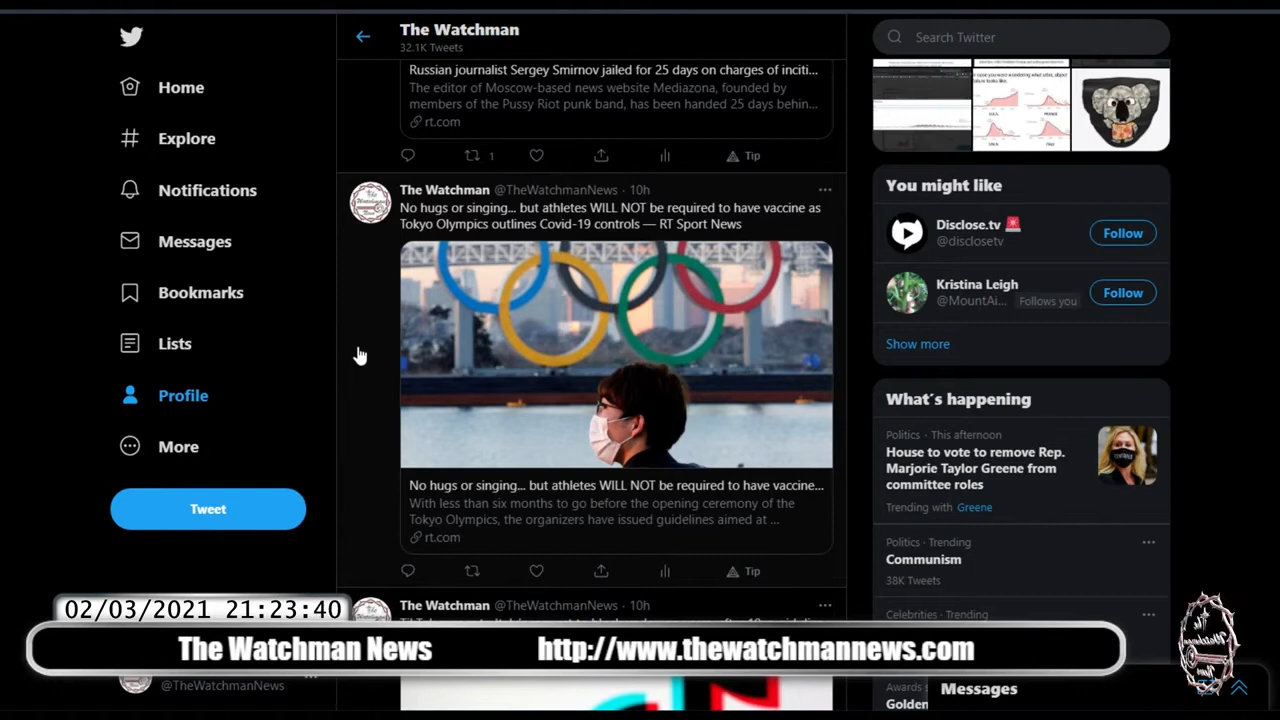 The Watchman
32.1K Tweets
Search Twitter
Home
Explore
Notifications
Messages
Bookmarks
Lists
Profile
More
Tweet
Russian journalist Sergey Smirnov jailed for 25 days on charges of inciti...
The editor of Moscow-based news website Mediazona, founded by
members of the Pussy Riot punk band, has been handed 25 days behin...
rt.com
1
Tip
The Watchman @TheWatchmanNews · 10h
No hugs or singing... but athletes WILL NOT be required to have vaccine as
Tokyo Olympics outlines Covid-19 controls — RT Sport News
No hugs or singing... but athletes WILL NOT be required to have vaccine...
With less than six months to go before the opening ceremony of the
Tokyo Olympics, the organizers have issued guidelines aimed at ...
rt.com
Tip
The Watchman @TheWatchmanNews · 10h
You might like
Disclose.tv
@disclosetv
Follow
Kristina Leigh
@MountAi... Follows you
Follow
Show more
What's happening
Politics · This afternoon
House to vote to remove Rep.
Marjorie Taylor Greene from
committee roles
Trending with Greene
Politics · Trending
Communism
38K Tweets
Celebrities · Trending
Awards
Golden
Messages
02/03/2021 21:23:40
The Watchman News http://www.thewatchmannews.com
@TheWatchmanNews